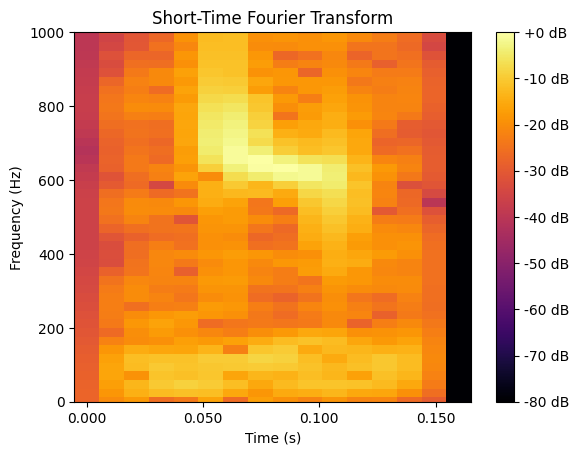 Short-Time Fourier Transform
1000
800
600
400
200
0
Frequency (Hz)
0.000
0.050
0.100
0.150
Time (s)
+0 dB
-10 dB
-20 dB
-30 dB
-40 dB
-50 dB
-60 dB
-70 dB
-80 dB